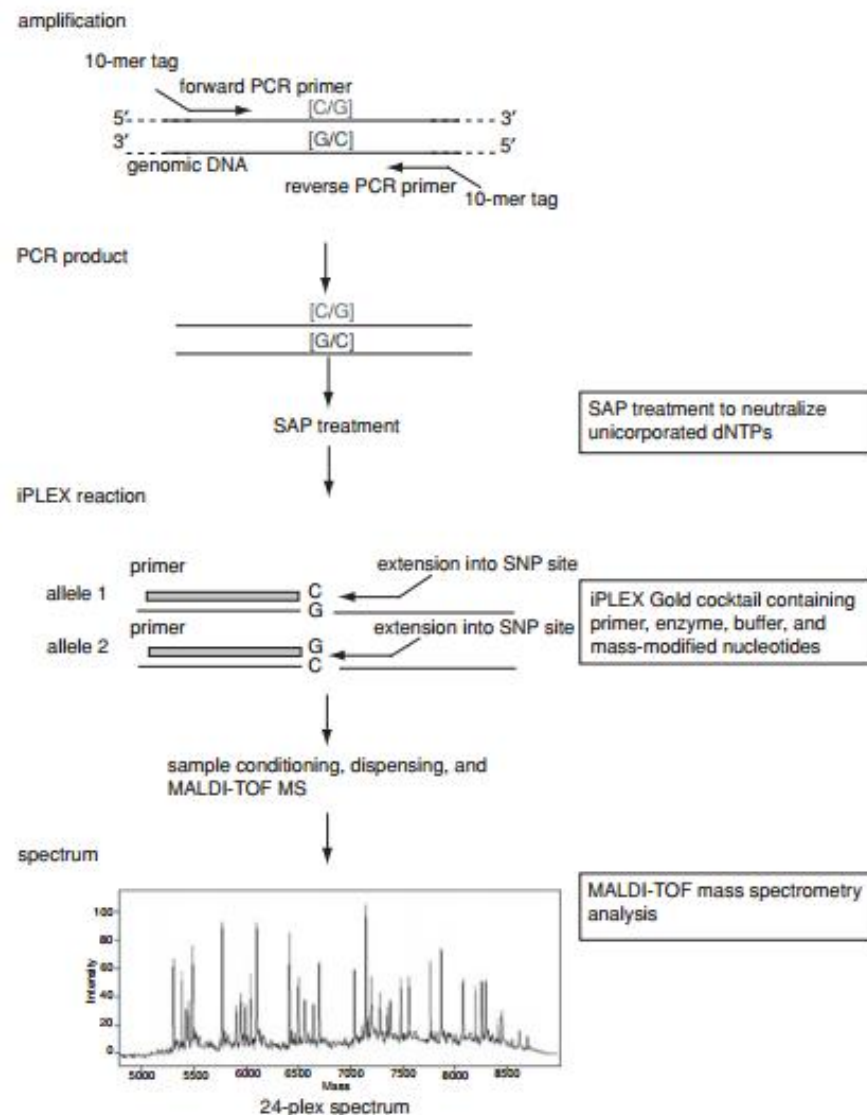 amplification
10-mer tag
forward PCR primer
[C/G]
5′ 3′
3′ [G/C] 5′
genomic DNA
reverse PCR primer
10-mer tag
PCR product
[C/G]
[G/C]
SAP treatment
SAP treatment to neutralize
unicorporated dNTPs
iPLEX reaction
primer
extension into SNP site
allele 1
C
G
primer
extension into SNP site
allele 2
G
C
iPLEX Gold cocktail containing
primer, enzyme, buffer, and
mass-modified nucleotides
sample conditioning, dispensing, and
MALDI-TOF MS
spectrum
MALDI-TOF mass spectrometry
analysis
100
80
60
40
20
0
Intensity
5000 5500 6000 6500 7000 7500 8000 8500
Mass
24-plex spectrum